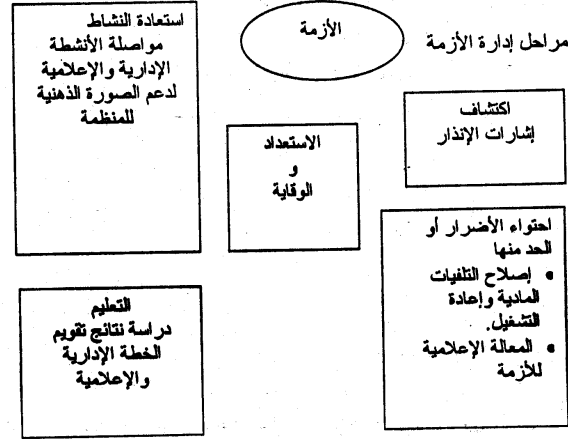 مراحل إدارة الأزمة
الأزمة
استعادة النشاط
مواصلة الأنشطة
الإدارية والإعلامية
لدعم الصورة الذهنية
للمنظمة
اكتشاف
إشارات الإنذار
الاستعداد
و
الوقاية
احتواء الأضرار أو
الحد منها
• إصلاح التلفيات
المادية وإعادة
التشغيل.
• المعالة الإعلامية
للأزمة
التعليم
دراسة نتائج تقويم
الخطة الإدارية
والإعلامية